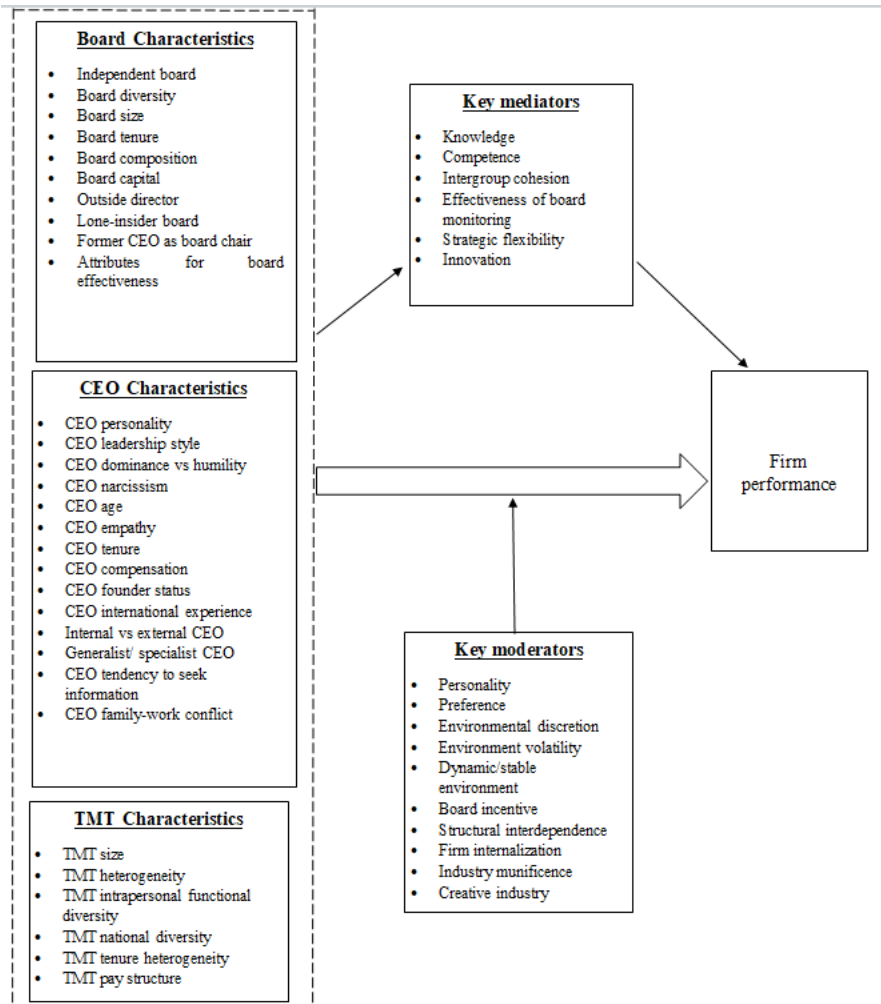 Board Characteristics
• Independent board
• Board diversity
• Board size
• Board tenure
• Board composition
• Board capital
• Outside director
• Lone-insider board
• Former CEO as board chair
• Attributes for board
effectiveness
CEO Characteristics
• CEO personality
• CEO leadership style
• CEO dominance vs humility
• CEO narcissism
• CEO age
• CEO empathy
• CEO tenure
• CEO compensation
• CEO founder status
• CEO international experience
• Internal vs external CEO
• Generalist/ specialist CEO
• CEO tendency to seek
information
• CEO family-work conflict
TMT Characteristics
• TMT size
• TMT heterogeneity
• TMT intrapersonal functional
diversity
• TMT national diversity
• TMT tenure heterogeneity
• TMT pay structure
Key mediators
• Knowledge
• Competence
• Intergroup cohesion
• Effectiveness of board
monitoring
• Strategic flexibility
• Innovation
Firm
performance
Key moderators
• Personality
• Preference
• Environmental discretion
• Environment volatility
• Dynamic/stable
environment
• Board incentive
• Structural interdependence
• Firm internalization
• Industry munificence
• Creative industry